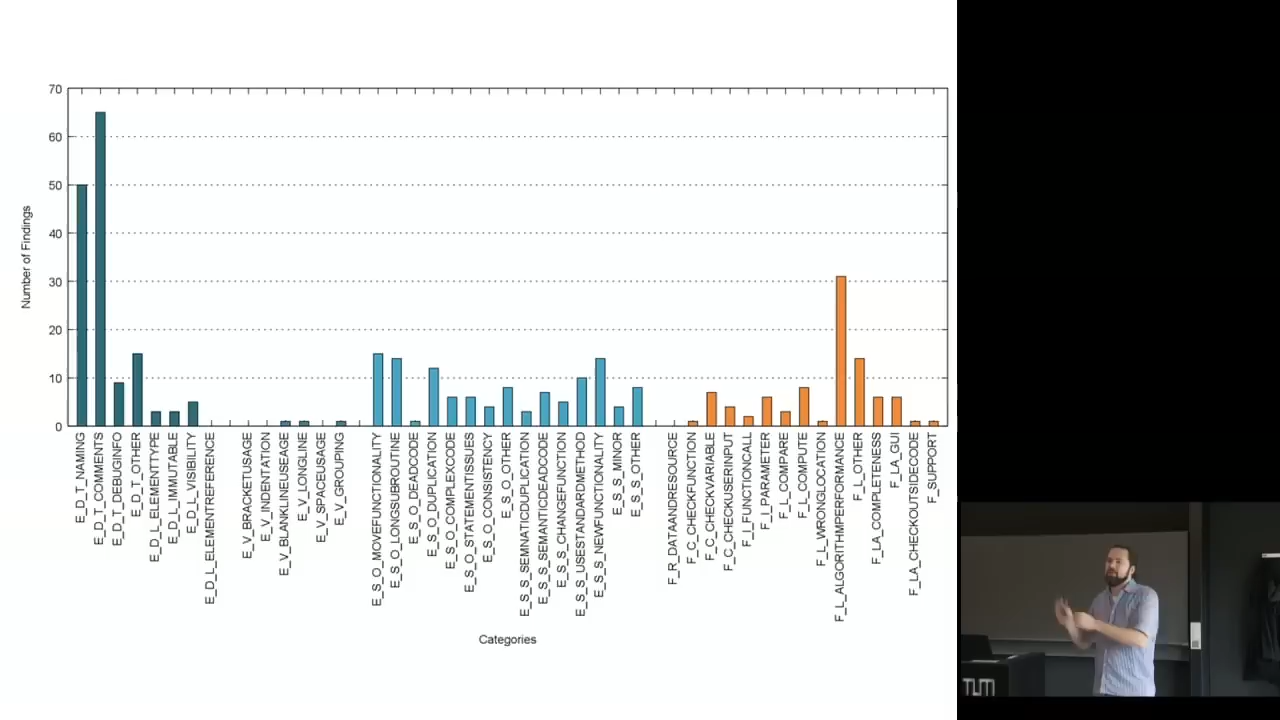 70
60
50
40
30
20
10
0
Number of Findings
E_D_T_NAMING
E_D_T_COMMENTS
E_D_T_DEBUGINFO
E_D_T_OTHER
E_D_L_ELEMENTTYPE
E_D_L_IMMUTABLE
E_D_L_VISIBILITY
E_D_L_ELEMENTREFERENCE
E_V_BRACKETUSAGE
E_V_INDENTATION
E_V_BLANKLINEUSEAGE
E_V_LONGLINE
E_V_SPACEUSAGE
E_V_GROUPING
E_S_O_MOVEFUNCTIONALITY
E_S_O_LONGSUBROUTINE
E_S_O_DEADCODE
E_S_O_DUPLICATION
E_S_O_COMPLEXCODE
E_S_O_STATEMENTISSUES
E_S_O_CONSISTENCY
E_S_O_OTHER
E_S_S_SEMNATICDUPLICATION
E_S_S_SEMANTICDEADCODE
E_S_S_CHANGEFUNCTION
E_S_S_USESTANDARDMETHOD
E_S_S_NEWFUNCTIONALITY
E_S_S_MINOR
E_S_S_OTHER
F_R_DATAANDRESOURCE
F_C_CHECKFUNCTION
F_C_CHECKVARIABLE
F_C_CHECKUSERINPUT
F_I_FUNCTIONCALL
F_I_PARAMETER
F_L_COMPARE
F_L_COMPUTE
F_L_WRONGLOCATION
F_L_ALGORITHMPERFORMANCE
F_L_OTHER
F_LA_COMPLETENESS
F_LA_GUI
F_LA_CHECKOUTSIDECODE
F_SUPPORT
Categories
TUM